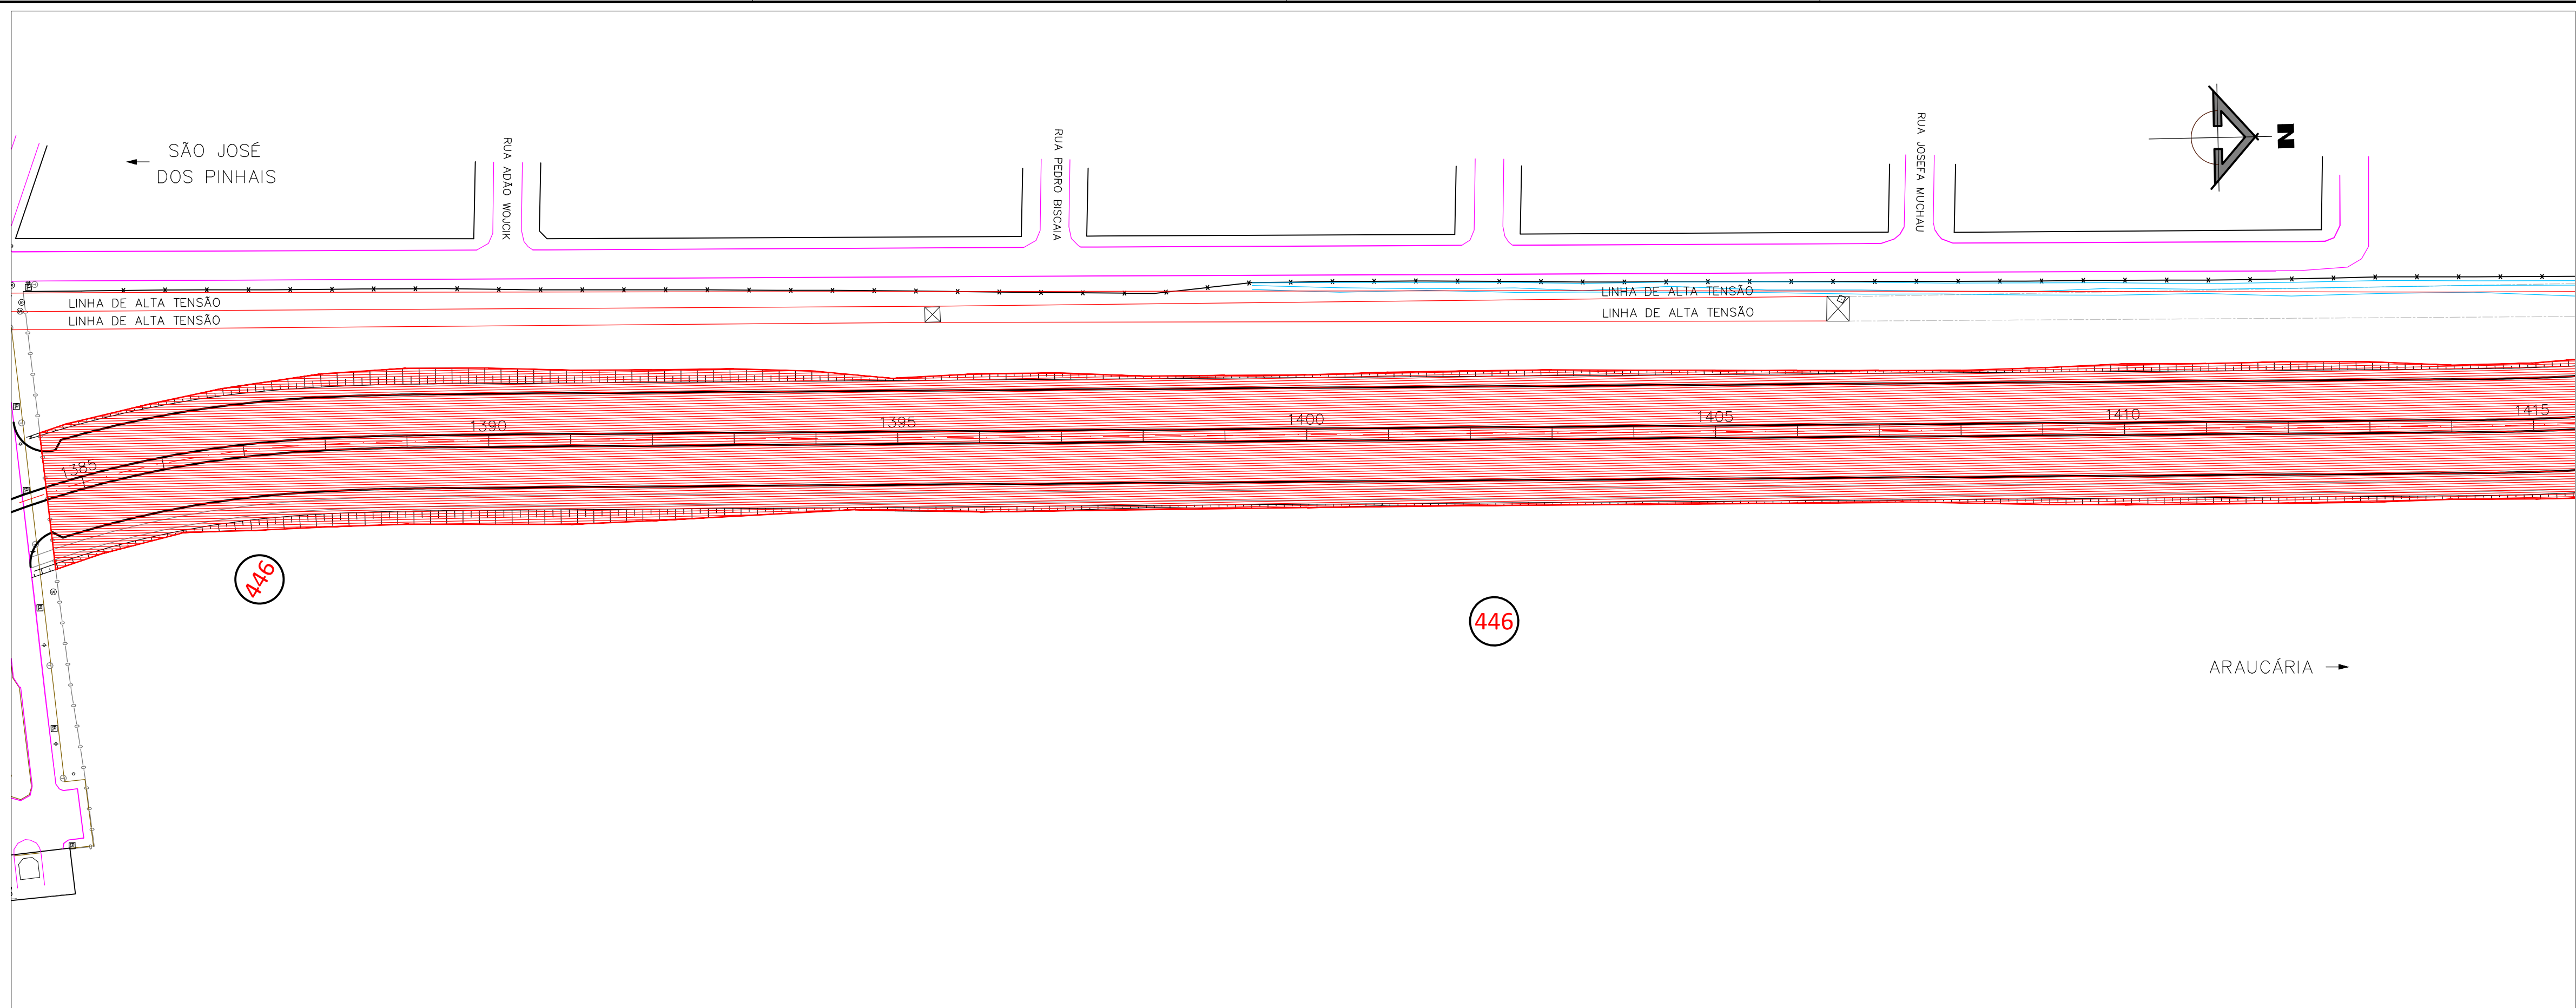 SÃO JOSÉ
DOS PINHAIS
RUA ADÃO WOJCIK
RUA PEDRO BISCAIA
RUA JOSEFA MUCHAU
N
LINHA DE ALTA TENSÃO
LINHA DE ALTA TENSÃO
LINHA DE ALTA TENSÃO
LINHA DE ALTA TENSÃO
1385
1390
1395
1400
1405
1410
1415
446
446
ARAUCÁRIA